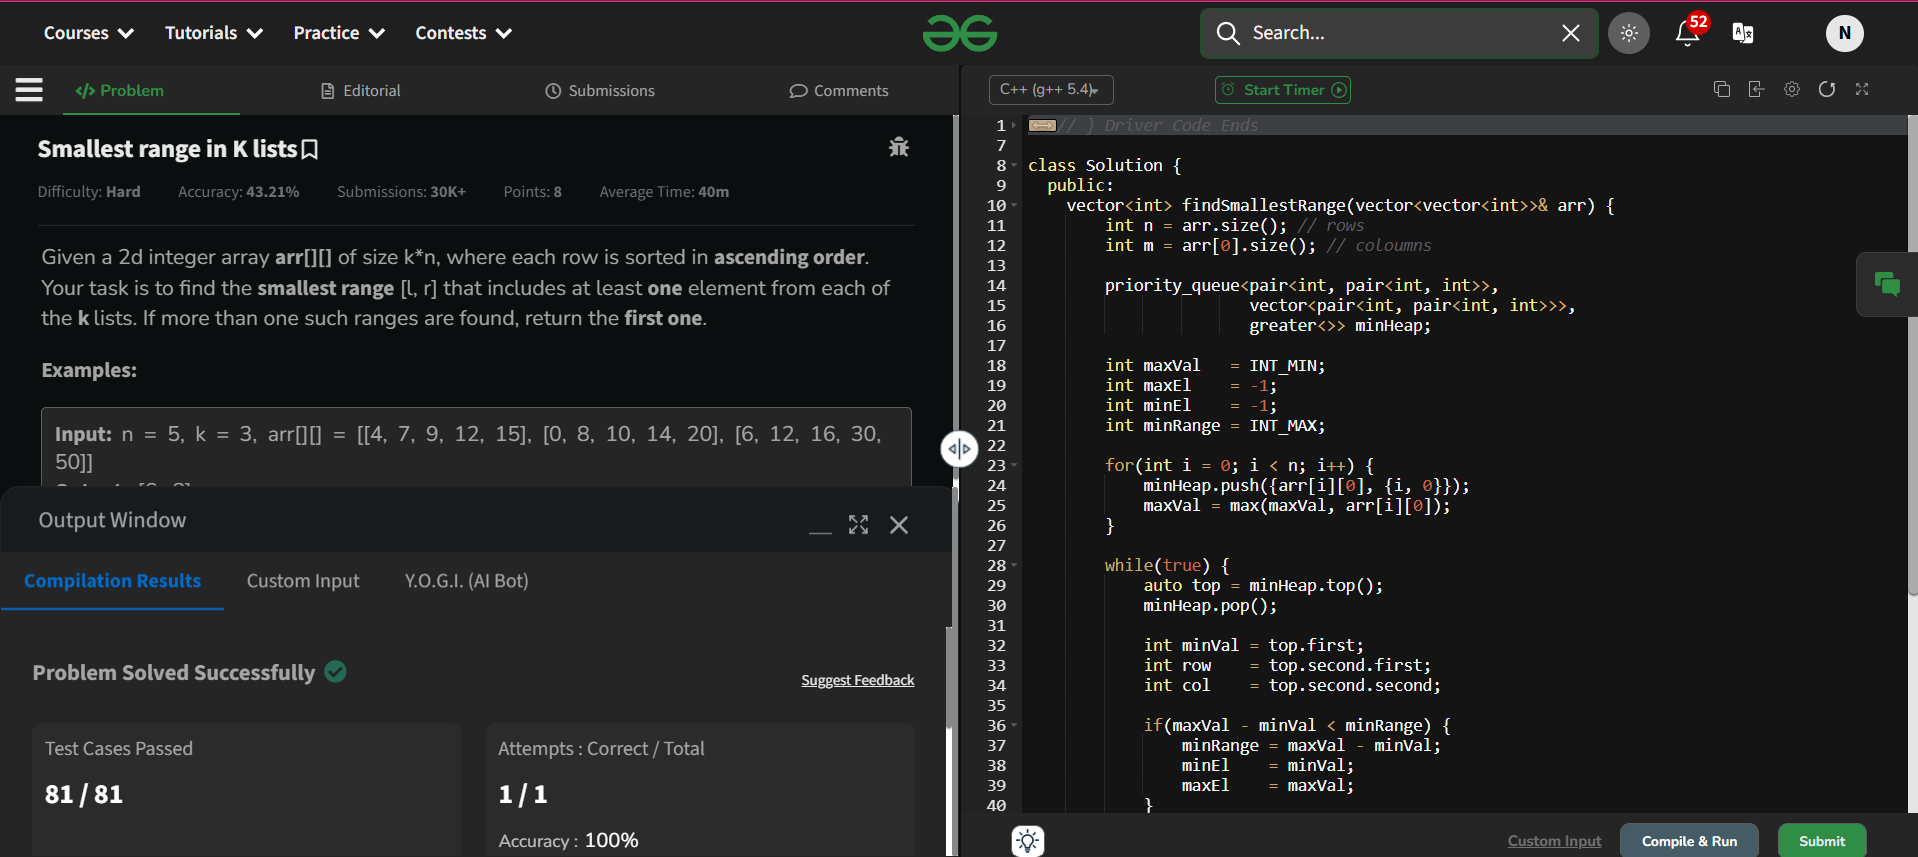 Courses Tutorials Practice Contests Search... 52 N
</> Problem Editorial Submissions Comments
Smallest range in K lists
Difficulty: Hard Accuracy: 43.21% Submissions: 30K+ Points: 8 Average Time: 40m
Given a 2d integer array arr[][] of size k*n, where each row is sorted in ascending order.
Your task is to find the smallest range [l, r] that includes at least one element from each of
the k lists. If more than one such ranges are found, return the first one.
Examples:
Input: n = 5, k = 3, arr[][] = [[4, 7, 9, 12, 15], [0, 8, 10, 14, 20], [6, 12, 16, 30,
50]]
Output Window
Compilation Results Custom Input Y.O.G.I. (AI Bot)
Problem Solved Successfully
Suggest Feedback
Test Cases Passed
81 / 81
Attempts : Correct / Total
1 / 1
Accuracy : 100%
C++ (g++ 5.4) Start Timer
1 // } Driver Code Ends
7
8 class Solution {
9 public:
10 vector<int> findSmallestRange(vector<vector<int>>& arr) {
11 int n = arr.size(); // rows
12 int m = arr[0].size(); // coloumns
13
14 priority_queue<pair<int, pair<int, int>>,
15 vector<pair<int, pair<int, int>>>,
16 greater<>> minHeap;
17
18 int maxVal = INT_MIN;
19 int maxEl = -1;
20 int minEl = -1;
21 int minRange = INT_MAX;
22
23 for(int i = 0; i < n; i++) {
24 minHeap.push({arr[i][0], {i, 0}});
25 maxVal = max(maxVal, arr[i][0]);
26 }
27
28 while(true) {
29 auto top = minHeap.top();
30 minHeap.pop();
31
32 int minVal = top.first;
33 int row = top.second.first;
34 int col = top.second.second;
35
36 if(maxVal - minVal < minRange) {
37 minRange = maxVal - minVal;
38 minEl = minVal;
39 maxEl = maxVal;
40 }
Custom Input Compile & Run Submit